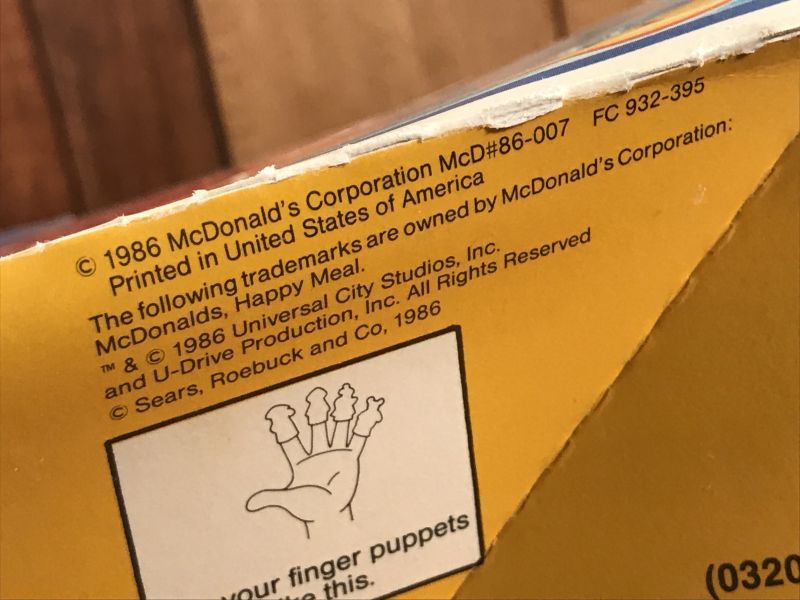 © 1986 McDonald's Corporation McD#86-007 FC 932-395
Printed in United States of America
The following trademarks are owned by McDonald's Corporation:
McDonalds, Happy Meal.
™ & © 1986 Universal City Studios, Inc.
and U-Drive Production, Inc. All Rights Reserved
© Sears, Roebuck and Co, 1986
your finger puppets
this.
(0320